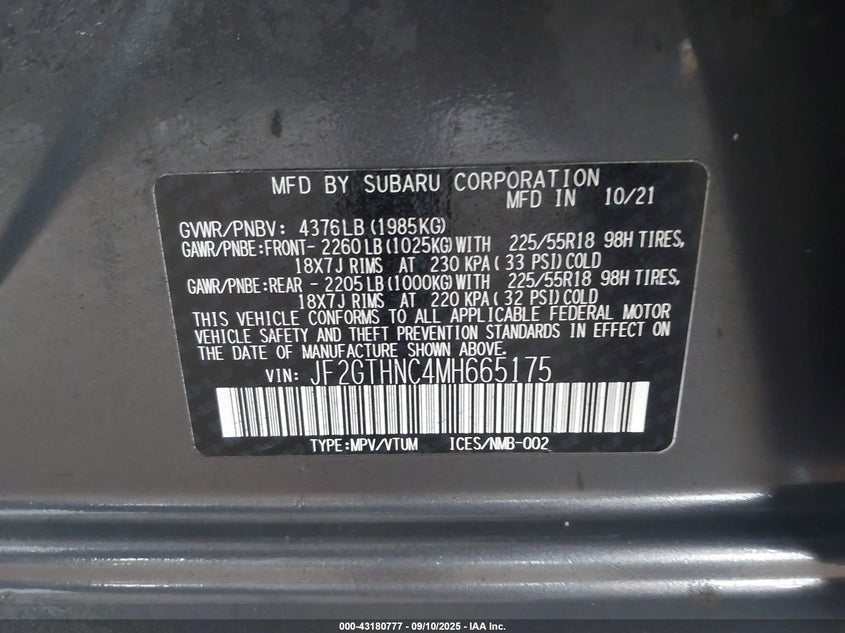 MFD BY SUBARU CORPORATION
MFD IN 10/21
GVWR/PNBV: 4376LB (1985KG)
GAWR/PNBE:FRONT- 2260LB (1025KG)WITH 225/55R18 98H TIRES,
18X7J RIMS AT 230 KPA ( 33 PSI)COLD
GAWR/PNBE:REAR - 2205LB (1000KG)WITH 225/55R18 98H TIRES,
18X7J RIMS AT 220 KPA ( 32 PSI)COLD
THIS VEHICLE CONFORMS TO ALL APPLICABLE FEDERAL MOTOR
VEHICLE SAFETY AND THEFT PREVENTION STANDARDS IN EFFECT ON
THE DATE OF MANUFACTURE SHOWN ABOVE.
VIN: JF2GTHNC4MH665175
TYPE:MPV/VTUM ICES/NMB-002
000-43180777 - 09/10/2025 - IAA Inc.